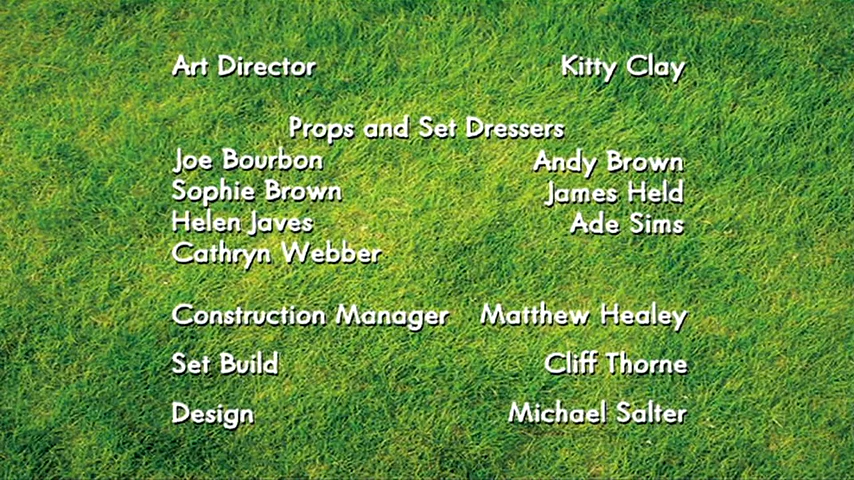 Art Director Kitty Clay
Props and Set Dressers
Joe Bourbon Andy Brown
Sophie Brown James Held
Helen Javes Ade Sims
Cathryn Webber
Construction Manager Matthew Healey
Set Build Cliff Thorne
Design Michael Salter